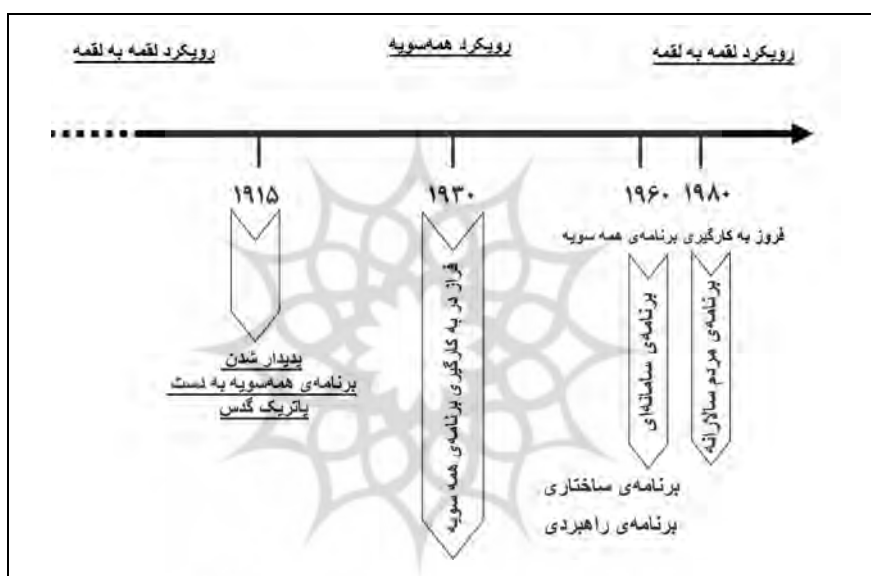 رویکرد لقمه به لقمه
رویکرد همه‌سویه
رویکرد لقمه به لقمه
۱۹۱۵
۱۹۳۰
۱۹۶۰
۱۹۸۰
پدیدار شدن
برنامه‌ی همه‌سویه به دست
پاتریک گدس
فراز در به کارگیری برنامه‌ی همه سویه
فروز به کارگیری برنامه‌ی همه سویه
برنامه‌ی سامانه‌ای
برنامه‌ی مردم سالارانه
برنامه‌ی ساختاری
برنامه‌ی راهبردی